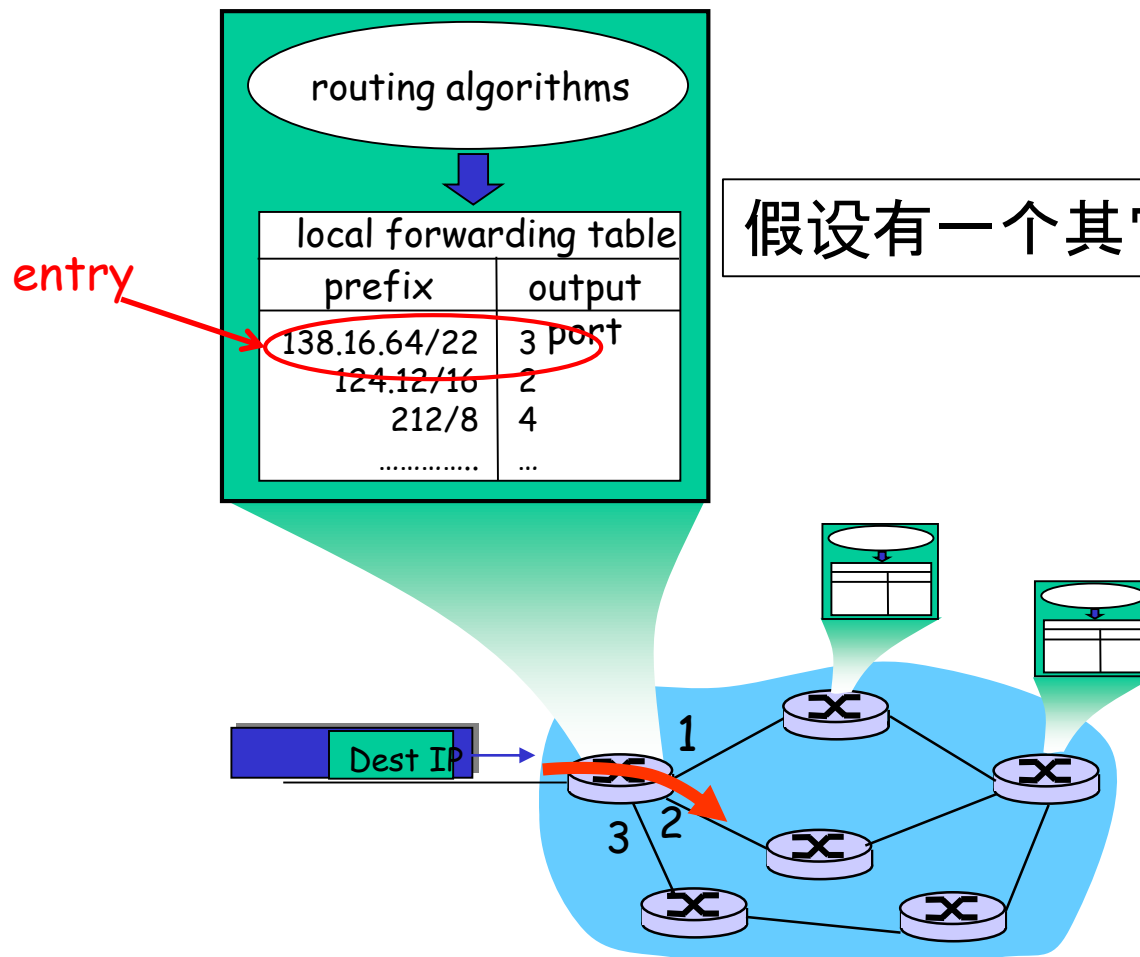 routing algorithms
假设有一个其
local forwarding table
entry
prefix output port
138.16.64/22 3
124.12/16 2
212/8 4
………….. …
Dest IP
1
2
3